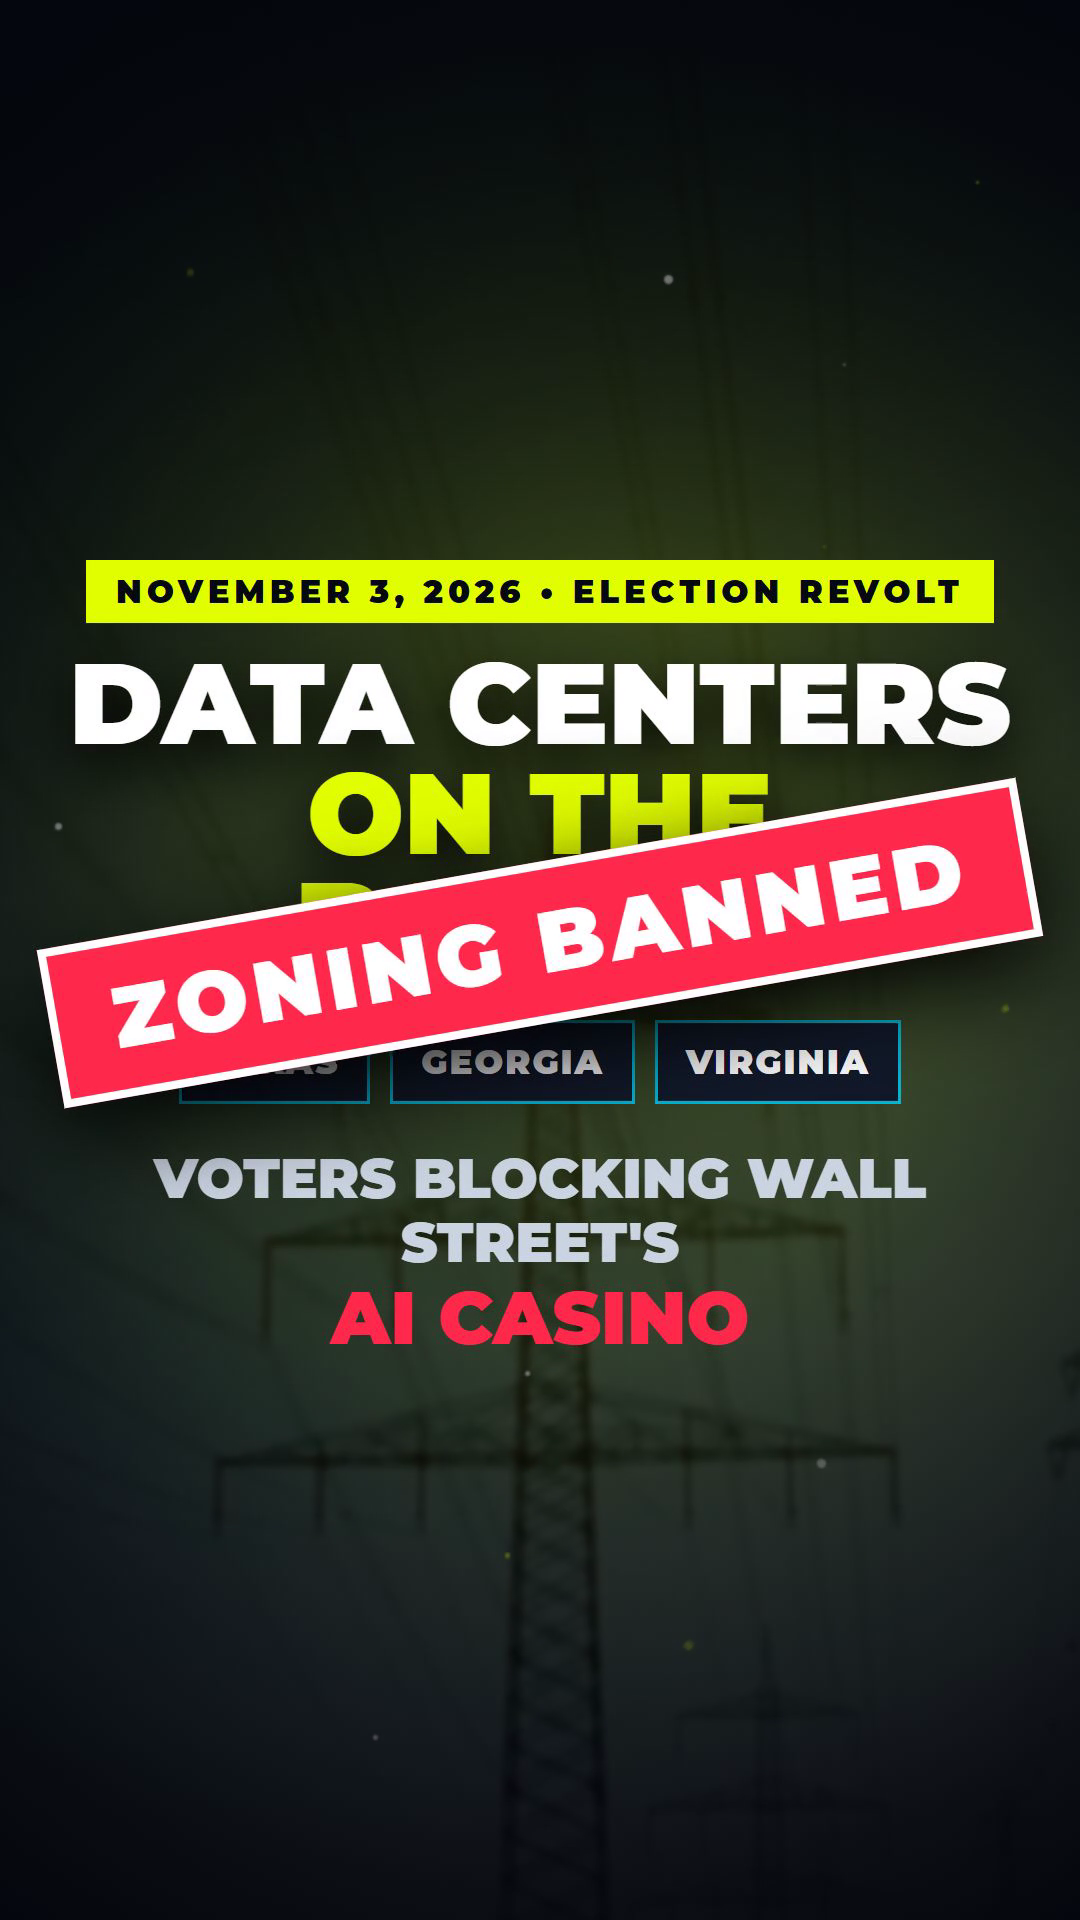 NOVEMBER 3, 2026 • ELECTION REVOLT
DATA CENTERS
ON THE
ZONING BANNED
GEORGIA
VIRGINIA
VOTERS BLOCKING WALL
STREET'S
AI CASINO